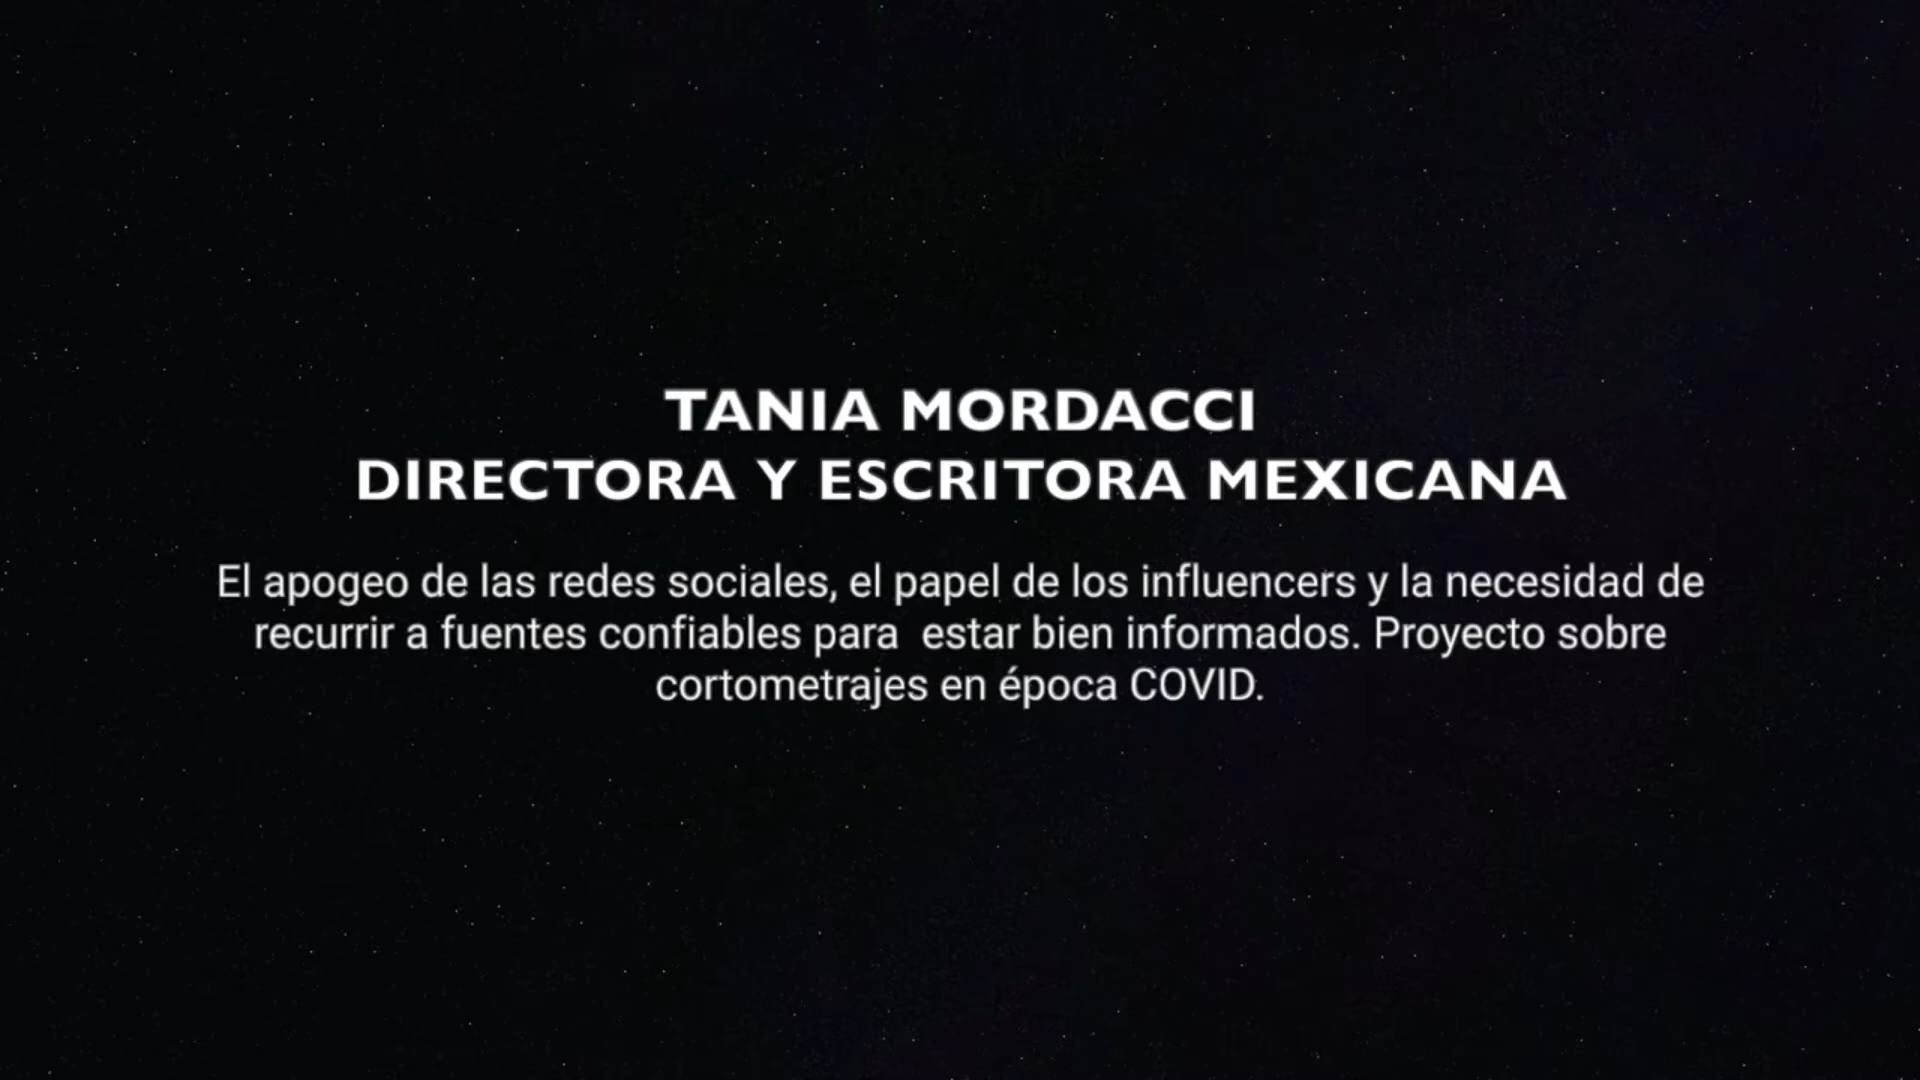 TANIA MORDACCI
DIRECTORA Y ESCRITORA MEXICANA
El apogeo de las redes sociales, el papel de los influencers y la necesidad de
recurrir a fuentes confiables para  estar bien informados. Proyecto sobre
cortometrajes en época COVID.